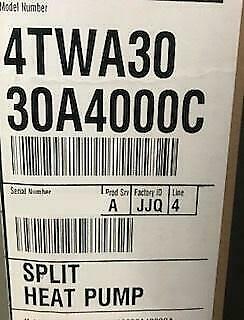 Model Number
4TWA30
30A4000C
Serial Number
Prod Srv Factory ID Line
A JJQ 4
SPLIT
HEAT PUMP